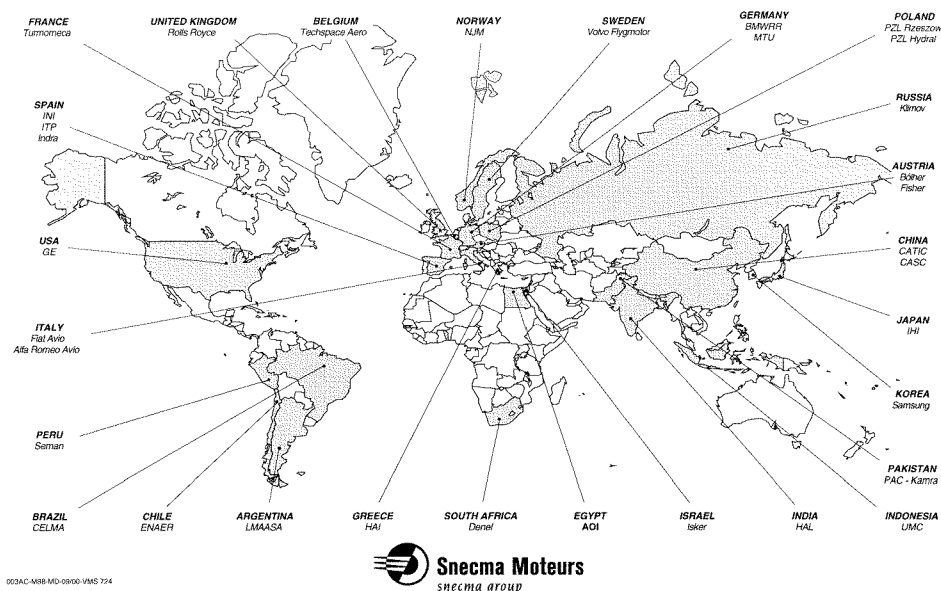 FRANCE
Turmomeca
UNITED KINGDOM
Rolls Royce
BELGIUM
Techspace Aero
NORWAY
NJM
SWEDEN
Volvo Flygmotor
GERMANY
BMWRR
MTU
POLAND
PZL Rzeszow
PZL Hydral
SPAIN
INI
ITP
Indra
RUSSIA
Klimov
AUSTRIA
Bölher
Fisher
USA
GE
CHINA
CATIC
CASC
ITALY
Fiat Avio
Alfa Romeo Avio
JAPAN
IHI
KOREA
Samsung
PERU
Seman
PAKISTAN
PAC - Kamra
BRAZIL
CELMA
CHILE
ENAER
ARGENTINA
LMAASA
GREECE
HAI
SOUTH AFRICA
Denel
EGYPT
AOI
ISRAEL
Isker
INDIA
HAL
INDONESIA
UMC
Snecma Moteurs
snecma group
003AC-M88-MD-09/00-VMS 724